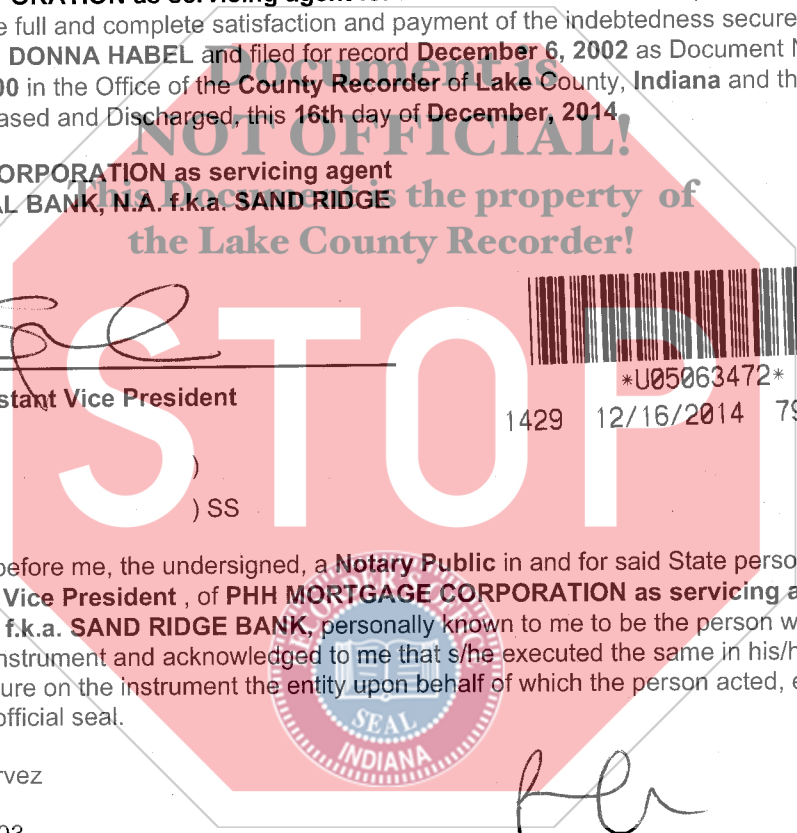 ORATION as servicing agent
e full and complete satisfaction and payment of the indebtedness secure
DONNA HABEL and filed for record December 6, 2002 as Document N
00 in the Office of the County Recorder of Lake County, Indiana and th
ased and Discharged, this 16th day of December, 2014.
Document is
NOT OFFICIAL!
This Document is the property of
the Lake County Recorder!
ORPORATION as servicing agent
AL BANK, N.A. f.k.a. SAND RIDGE
STOP
stant Vice President
*U05063472*
1429 12/16/2014 79
)
) SS
before me, the undersigned, a Notary Public in and for said State perso
Vice President , of PHH MORTGAGE CORPORATION as servicing a
f.k.a. SAND RIDGE BANK, personally known to me to be the person w
nstrument and acknowledged to me that s/he executed the same in his/h
ure on the instrument the entity upon behalf of which the person acted, e
official seal.
SEAL
INDIANA
rvez